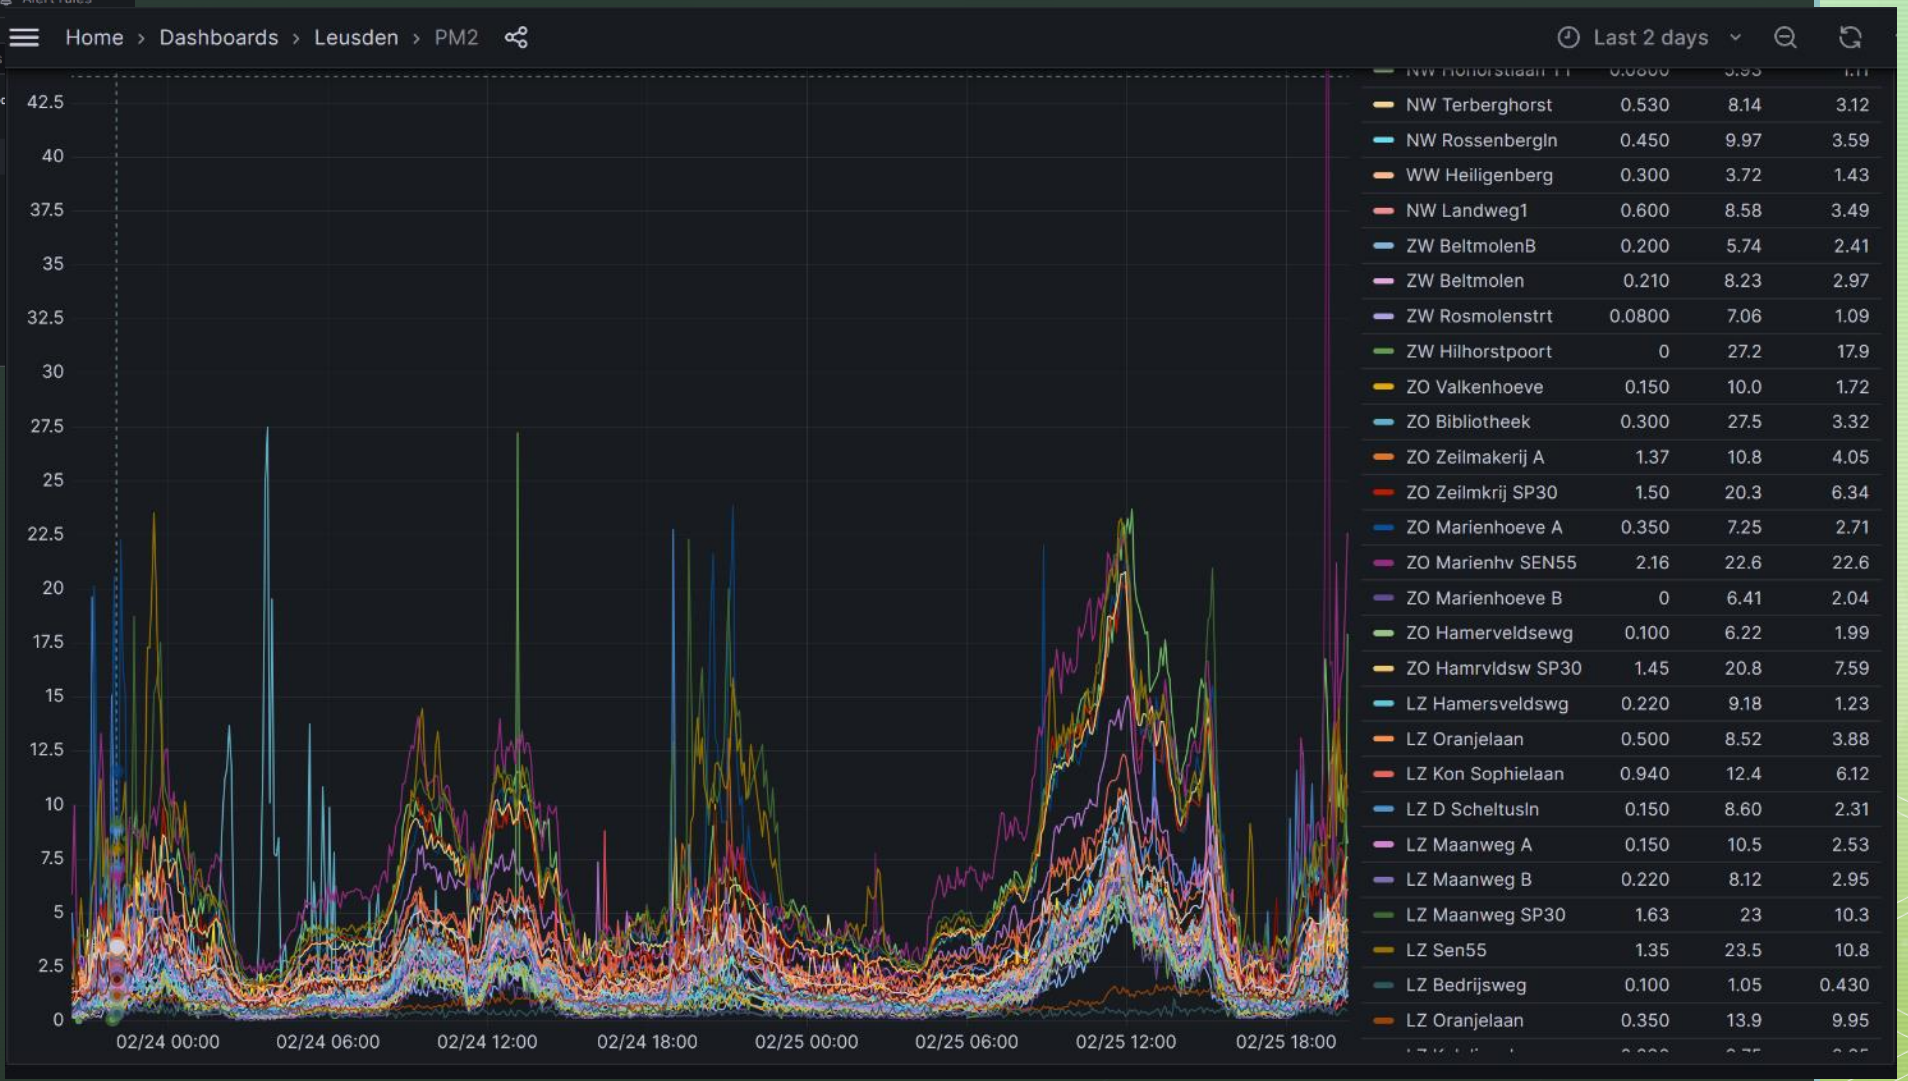 Alert rules
Home > Dashboards > Leusden > PM2
Last 2 days
42.5
40
37.5
35
32.5
30
27.5
25
22.5
20
17.5
15
12.5
10
7.5
5
2.5
0
02/24 00:00 02/24 06:00 02/24 12:00 02/24 18:00 02/25 00:00 02/25 06:00 02/25 12:00 02/25 18:00
NW Terberghorst 0.530 8.14 3.12
NW Rossenbergln 0.450 9.97 3.59
WW Heiligenberg 0.300 3.72 1.43
NW Landweg1 0.600 8.58 3.49
ZW BeltmolenB 0.200 5.74 2.41
ZW Beltmolen 0.210 8.23 2.97
ZW Rosmolenstrt 0.0800 7.06 1.09
ZW Hilhorstpoort 0 27.2 17.9
ZO Valkenhoeve 0.150 10.0 1.72
ZO Bibliotheek 0.300 27.5 3.32
ZO Zeilmakerij A 1.37 10.8 4.05
ZO Zeilmkrij SP30 1.50 20.3 6.34
ZO Marienhoeve A 0.350 7.25 2.71
ZO Marienhv SEN55 2.16 22.6 22.6
ZO Marienhoeve B 0 6.41 2.04
ZO Hamerveldsewg 0.100 6.22 1.99
ZO Hamrvldsw SP30 1.45 20.8 7.59
LZ Hamersveldswg 0.220 9.18 1.23
LZ Oranjelaan 0.500 8.52 3.88
LZ Kon Sophielaan 0.940 12.4 6.12
LZ D Scheltusln 0.150 8.60 2.31
LZ Maanweg A 0.150 10.5 2.53
LZ Maanweg B 0.220 8.12 2.95
LZ Maanweg SP30 1.63 23 10.3
LZ Sen55 1.35 23.5 10.8
LZ Bedrijsweg 0.100 1.05 0.430
LZ Oranjelaan 0.350 13.9 9.95